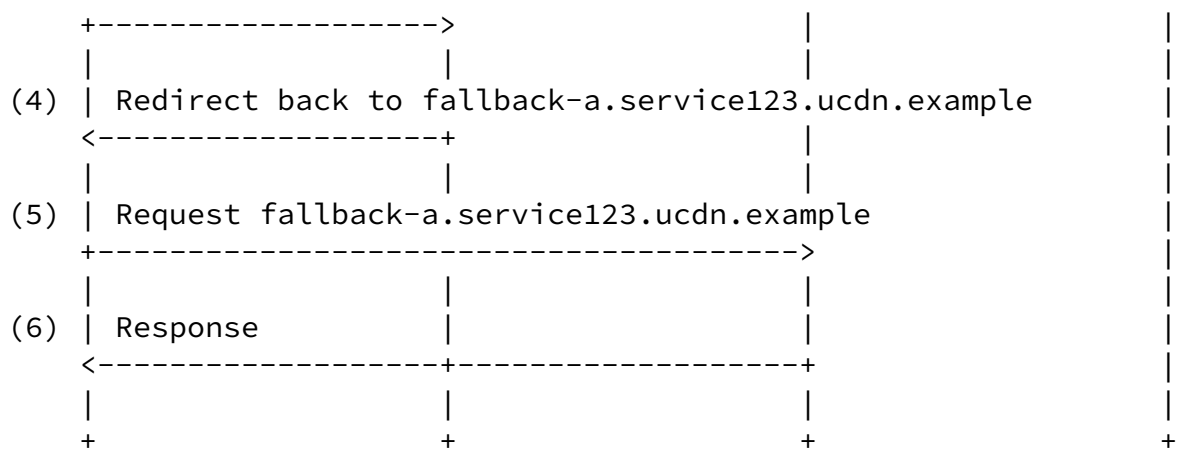 +------------------->                   |                   |
|                   |                   |                   |
(4) | Redirect back to fallback-a.service123.ucdn.example       |
<-------------------+                   |                   |
|                   |                   |                   |
(5) | Request fallback-a.service123.ucdn.example                |
+--------------------------------------->                   |
|                   |                   |                   |
(6) | Response          |                   |                   |
<-------------------+-------------------+                   |
|                   |                   |                   |
+                   +                   +                   +